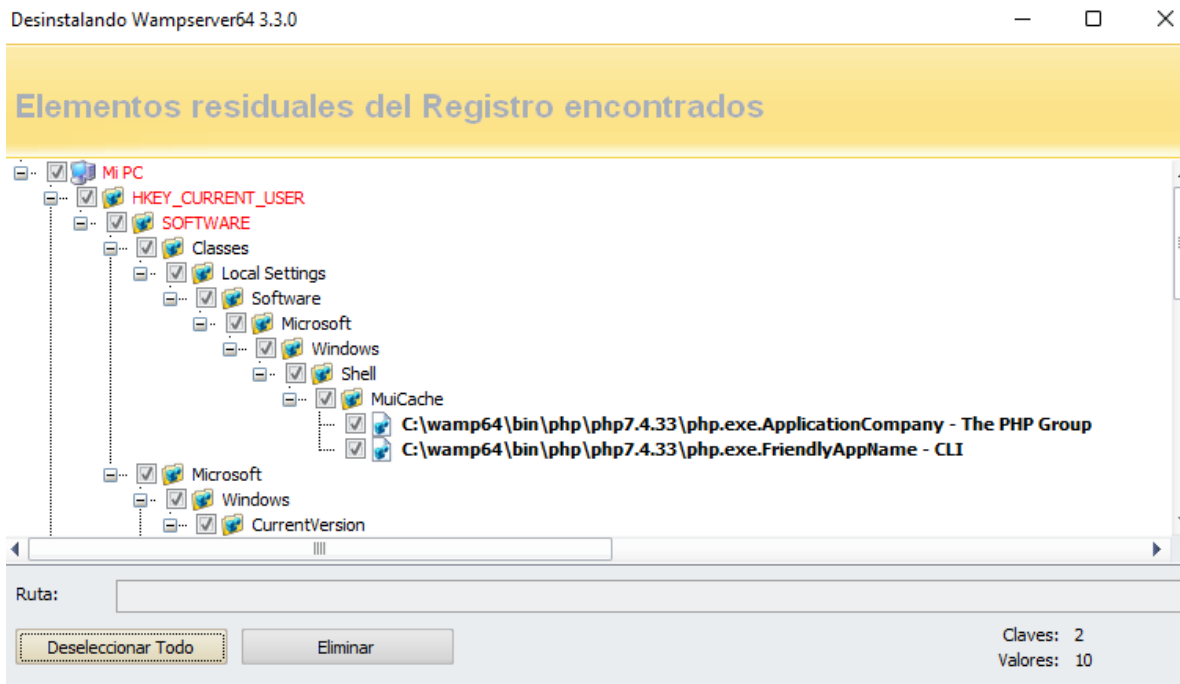 Desinstalando Wampserver64 3.3.0
Elementos residuales del Registro encontrados
Mi PC
HKEY_CURRENT_USER
SOFTWARE
Classes
Local Settings
Software
Microsoft
Windows
Shell
MuiCache
C:\wamp64\bin\php\php7.4.33\php.exe.ApplicationCompany - The PHP Group
C:\wamp64\bin\php\php7.4.33\php.exe.FriendlyAppName - CLI
Microsoft
Windows
CurrentVersion
Ruta:
Deseleccionar Todo Eliminar Claves: 2
Valores: 10